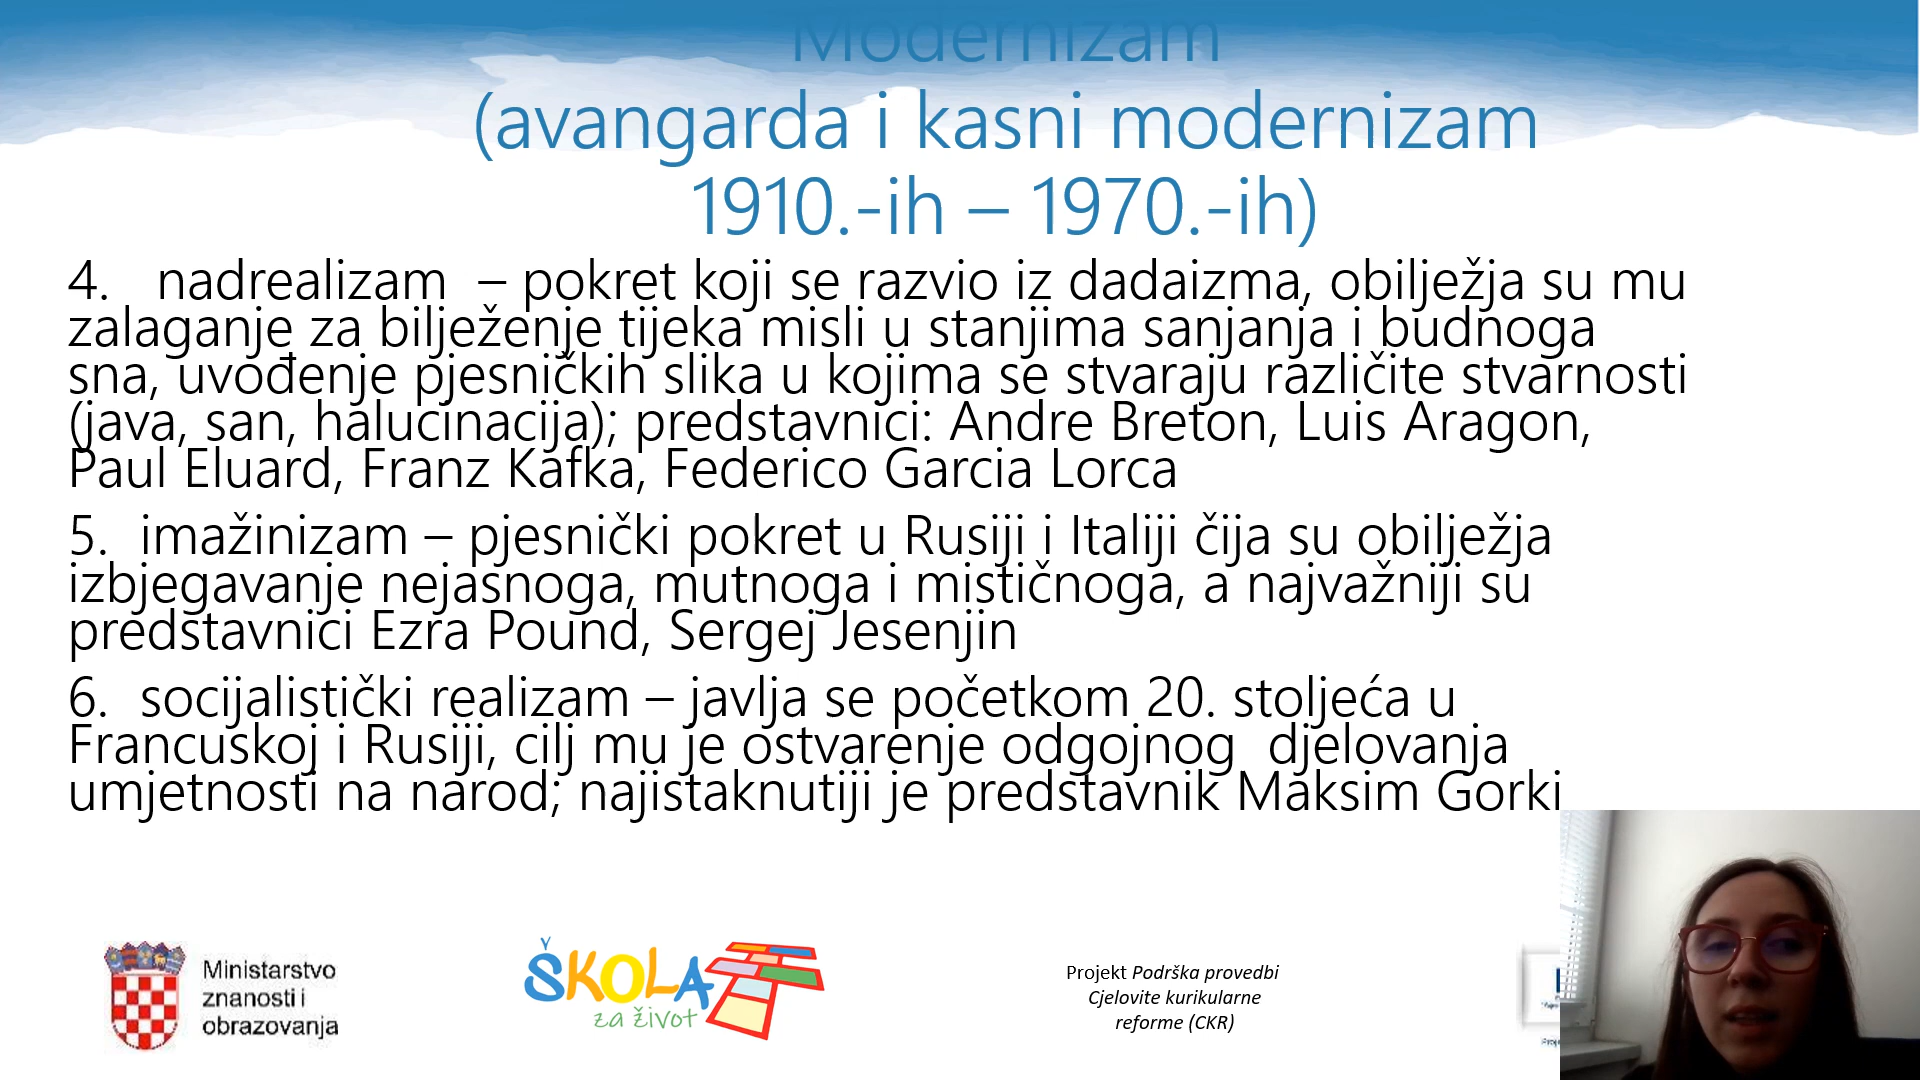 Modernizam
(avangarda i kasni modernizam
1910.-ih – 1970.-ih)
4. nadrealizam – pokret koji se razvio iz dadaizma, obilježja su mu
zalaganje za bilježenje tijeka misli u stanjima sanjanja i budnoga
sna, uvođenje pjesničkih slika u kojima se stvaraju različite stvarnosti
(java, san, halucinacija); predstavnici: Andre Breton, Luis Aragon,
Paul Eluard, Franz Kafka, Federico Garcia Lorca
5. imažinizam – pjesnički pokret u Rusiji i Italiji čija su obilježja
izbjegavanje nejasnoga, mutnoga i mističnoga, a najvažniji su
predstavnici Ezra Pound, Sergej Jesenjin
6. socijalistički realizam – javlja se početkom 20. stoljeća u
Francuskoj i Rusiji, cilj mu je ostvarenje odgojnog djelovanja
umjetnosti na narod; najistaknutiji je predstavnik Maksim Gorki
Ministarstvo
znanosti i
obrazovanja
ŠKOLA
za život
Projekt Podrška provedbi
Cjelovite kurikularne
reforme (CKR)